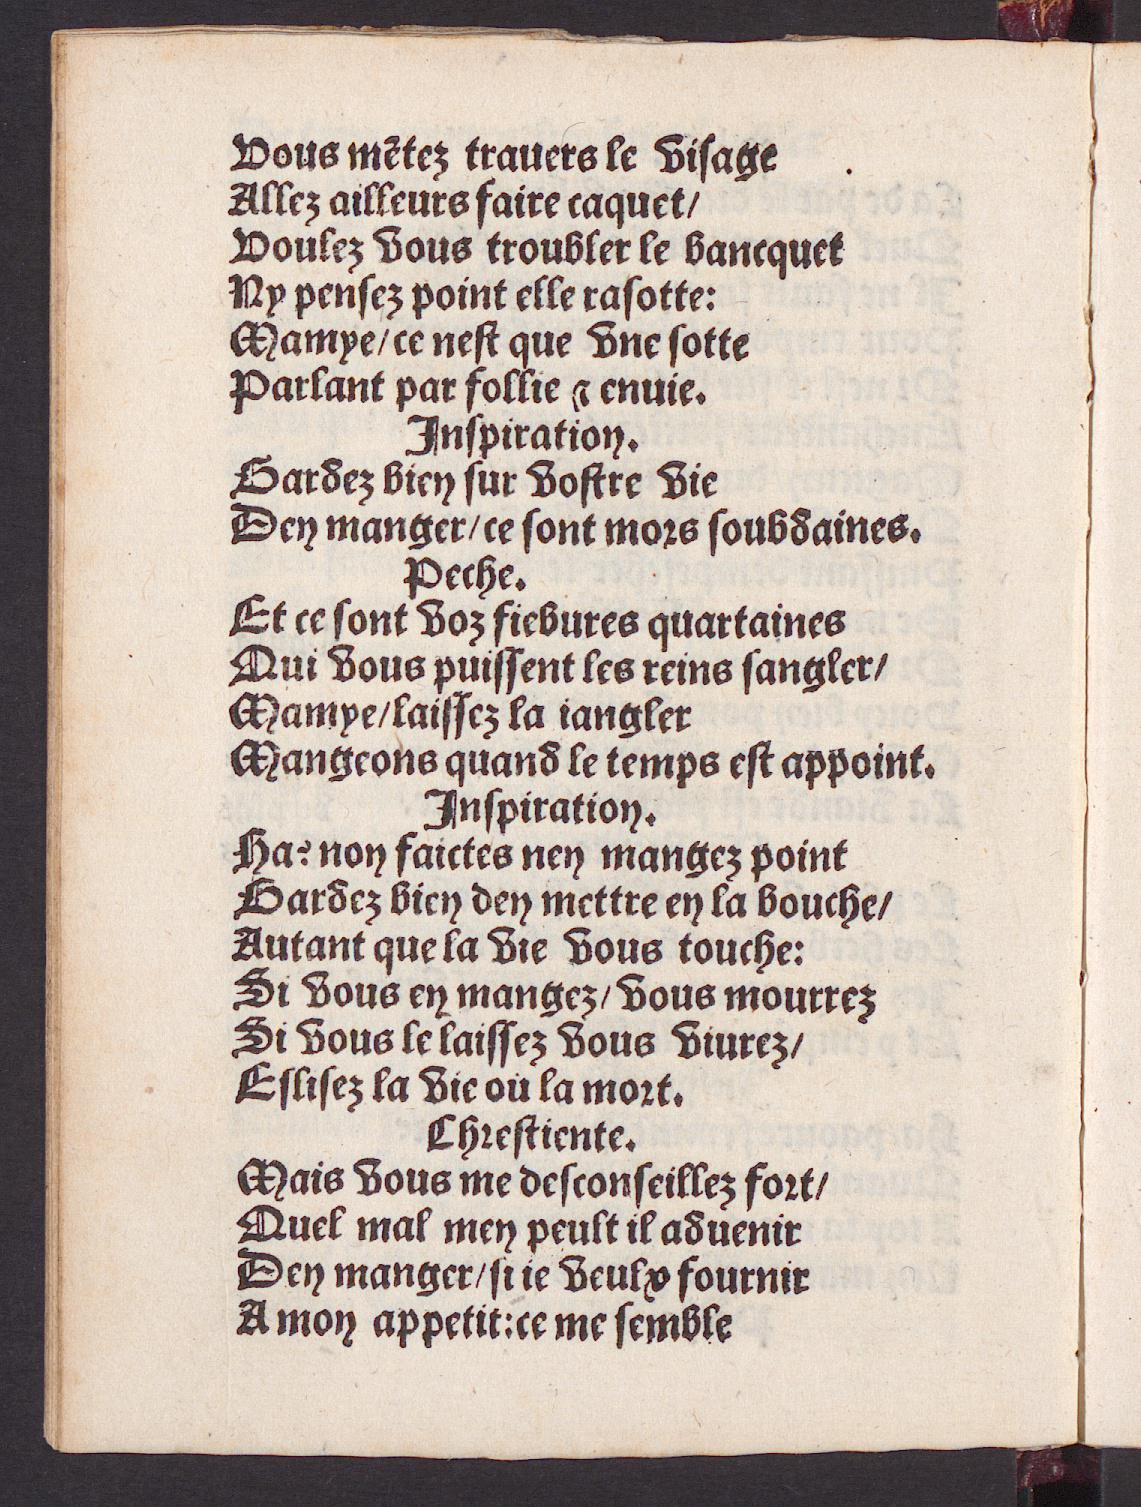 Vous mẽtez trauers le visage
Allez ailleurs faire caquet/
Voulez vous troubler le bancquet
Ny pensez point elle rasotte:
Mamye/ce nest que vne sotte
Parlant par follie ⁊ enuie.
Inspiration.
Gardez bien sur vostre vie
Den manger/ce sont mors soubdaines.
Peche.
Et ce sont voz fiebures quartaines
Qui vous puissent les reins sangler/
Mamye/laissez la iangler
Mangeons quand le temps est appoint.
Inspiration.
Ha: non faictes nen mangez point
Gardez bien den mettre en la bouche/
Autant que la vie vous touche:
Si vous en mangez/ vous mourrez
Si vous le laissez vous viurez/
Eslisez la vie ou la mort.
Chrestiente.
Mais vous me desconseillez fort/
Quel mal men peult il aduenir
Den manger/si ie veulx fournir
A mon appetit:ce me semble